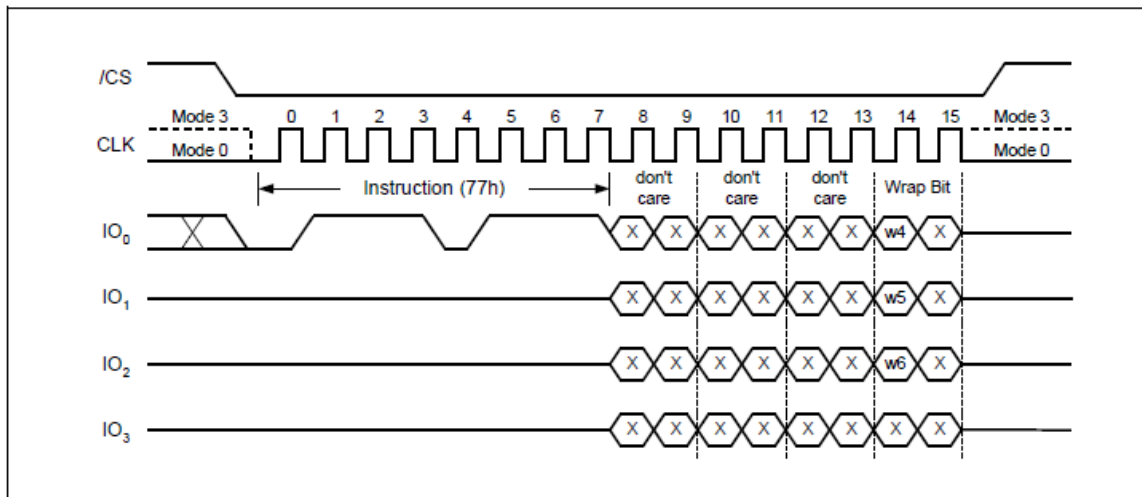 /CS
Mode 3 0 1 2 3 4 5 6 7 8 9 10 11 12 13 14 15 Mode 3
CLK
Mode 0 Mode 0
Instruction (77h) don't care don't care don't care Wrap Bit
IO0 X X X X X X w4 X
IO1 X X X X X X w5 X
IO2 X X X X X X w6 X
IO3 X X X X X X X X